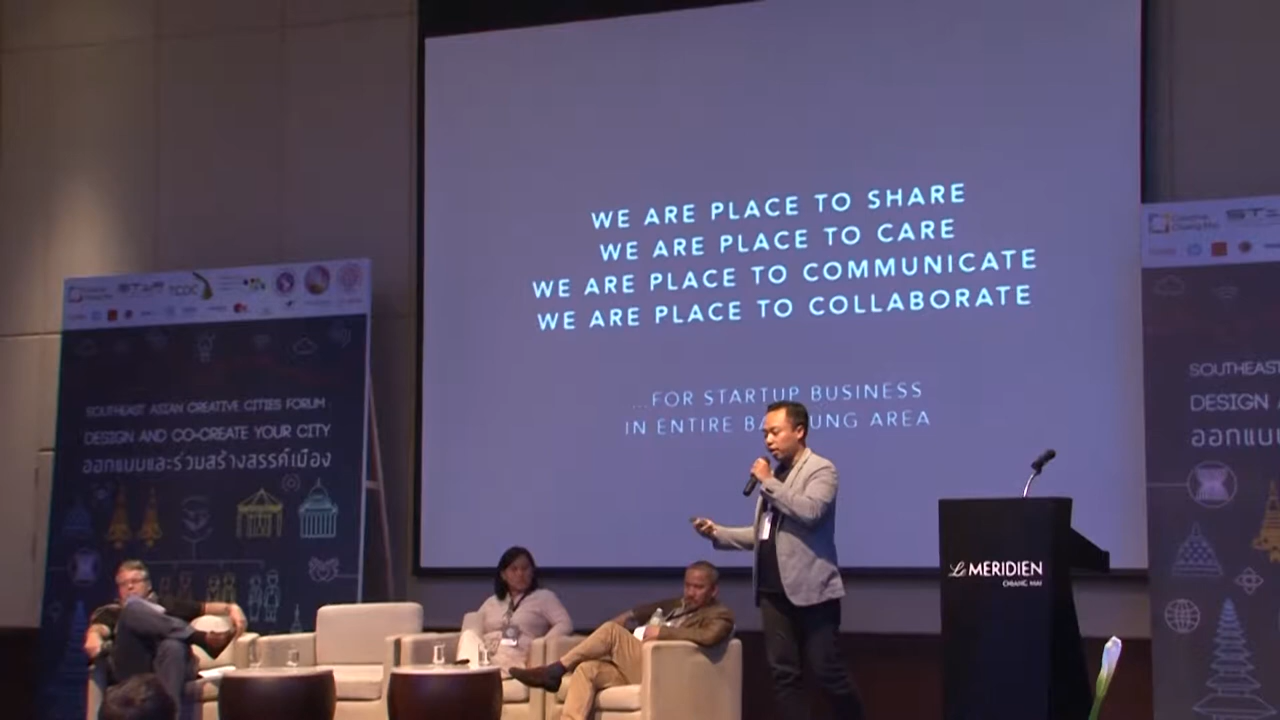 WE ARE PLACE TO SHARE
WE ARE PLACE TO CARE
WE ARE PLACE TO COMMUNICATE
WE ARE PLACE TO COLLABORATE
...FOR STARTUP BUSINESS
IN ENTIRE BA UNG AREA
TCDC
SOUTHEAST ASIAN CREATIVE CITIES FORUM
DESIGN AND CO-CREATE YOUR CITY
ออกแบบและร่วมสร้างสรรค์เมือง
Le MERIDIEN
CHIANG MAI
SOUTHEAST
DESIGN
ออกแบบ